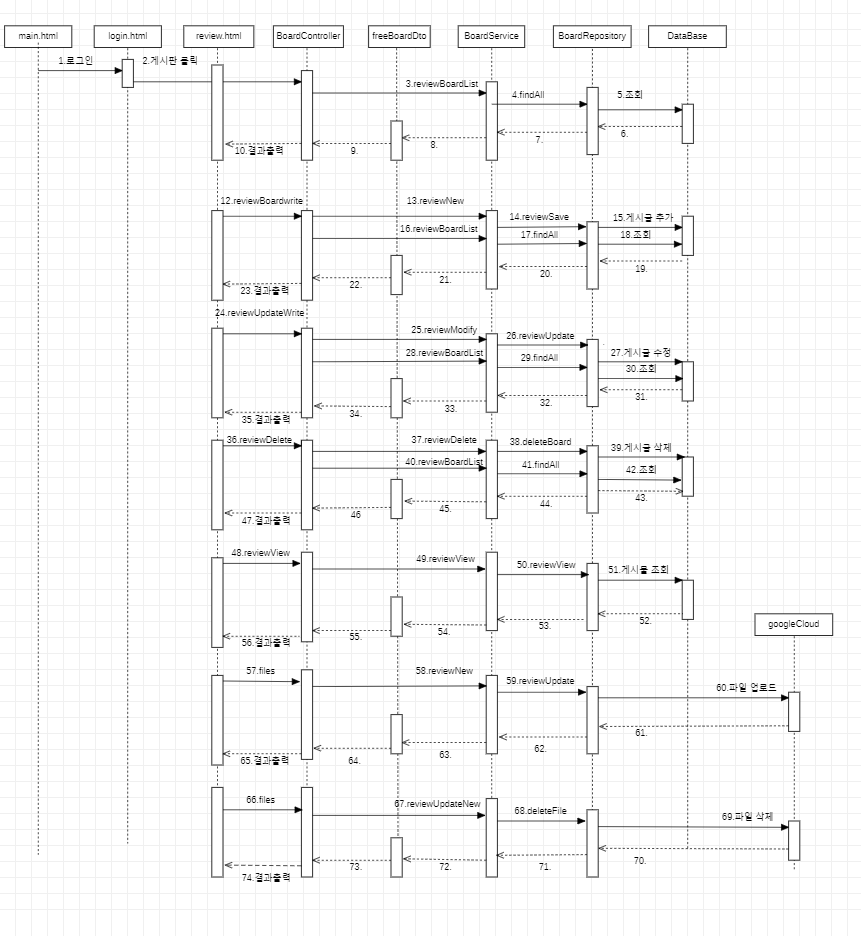 main.html
login.html
review.html
BoardController
freeBoardDto
BoardService
BoardRepository
DataBase
1.로그인
2.게시판 클릭
3.reviewBoardList
4.findAll
5.조회
6.
7.
8.
9.
10.결과출력
12.reviewBoardwrite
13.reviewNew
14.reviewSave
15.게시글 추가
16.reviewBoardList
17.findAll
18.조회
19.
20.
21.
22.
23.결과출력
24.reviewUpdateWrite
25.reviewModify
26.reviewUpdate
27.게시글 수정
28.reviewBoardList
29.findAll
30.조회
31.
32.
33.
34.
35.결과출력
36.reviewDelete
37.reviewDelete
38.deleteBoard
39.게시글 삭제
40.reviewBoardList
41.findAll
42.조회
43.
44.
45.
46
47.결과출력
48.reviewView
49.reviewView
50.reviewView
51.게시물 조회
52.
53.
54.
55.
56.결과출력
googleCloud
57.files
58.reviewNew
59.reviewUpdate
60.파일 업로드
61.
62.
63.
64.
65.결과출력
66.files
67.reviewUpdateNew
68.deleteFile
69.파일 삭제
70.
71.
72.
73.
74.결과출력